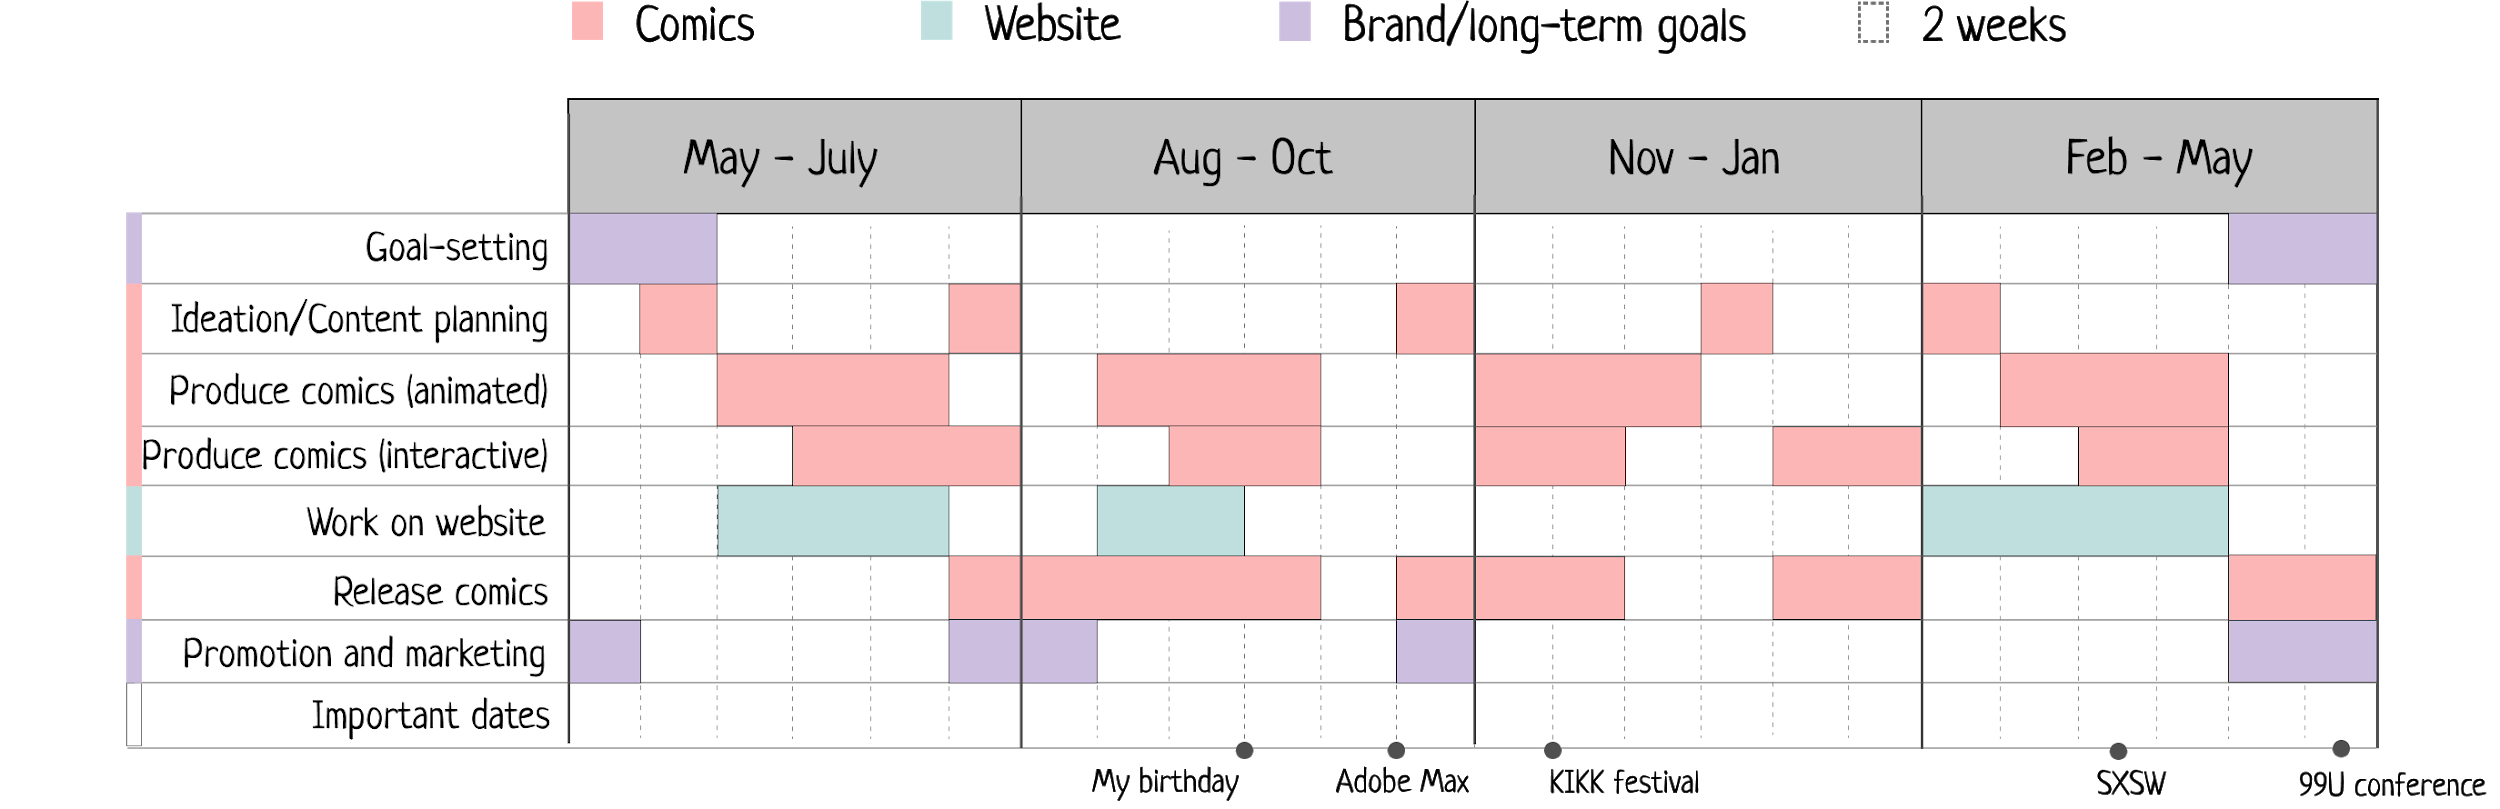 Comics
Website
Brand/long-term goals
2 weeks
May - July
Aug - Oct
Nov - Jan
Feb - May
Goal-setting
Ideation/Content planning
Produce comics (animated)
Produce comics (interactive)
Work on website
Release comics
Promotion and marketing
Important dates
My birthday
Adobe Max
KIKK festival
SXSW
99U conference